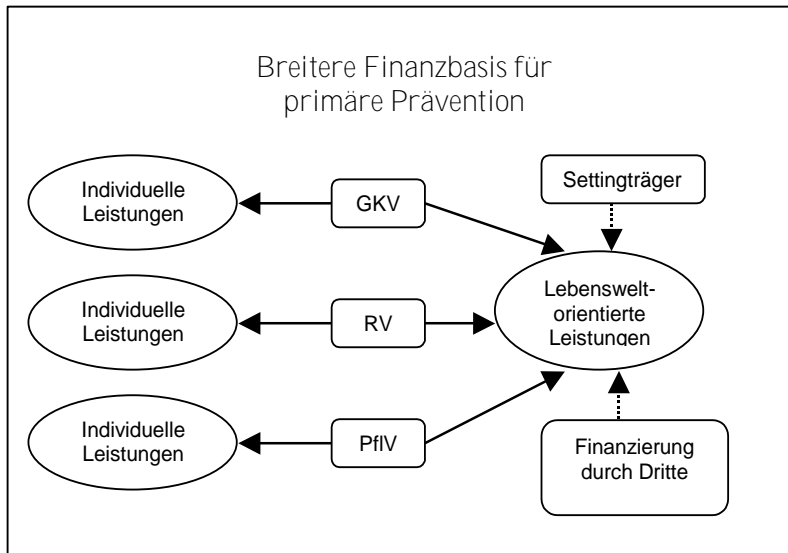 Breitere Finanzbasis für
primäre Prävention
Individuelle
Leistungen
GKV
Settingträger
Individuelle
Leistungen
RV
Lebenswelt-
orientierte
Leistungen
Individuelle
Leistungen
PflV
Finanzierung
durch Dritte